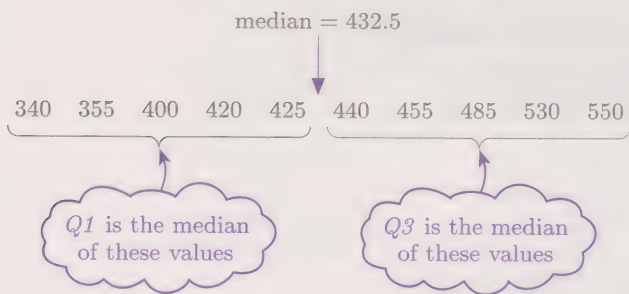 median = 432.5
340 355 400 420 425 440 455 485 530 550
Q1 is the median
of these values
Q3 is the median
of these values